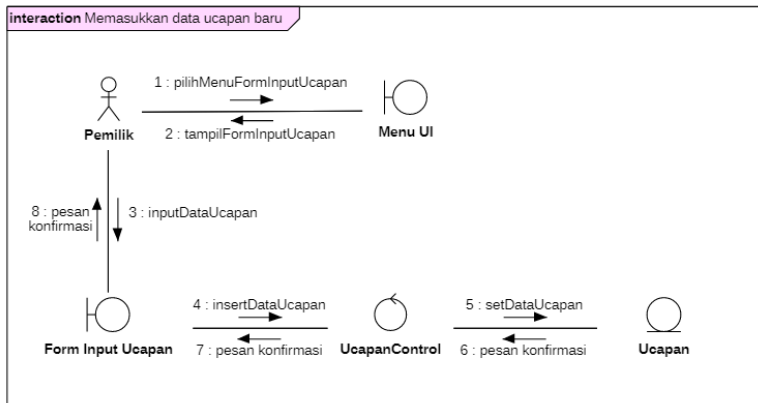 interaction Memasukkan data ucapan baru
1 : pilihMenuFormInputUcapan
2 : tampilFormInputUcapan
Pemilik
Menu UI
8 : pesan
konfirmasi
3 : inputDataUcapan
4 : insertDataUcapan
5 : setDataUcapan
7 : pesan konfirmasi
6 : pesan konfirmasi
Form Input Ucapan
UcapanControl
Ucapan